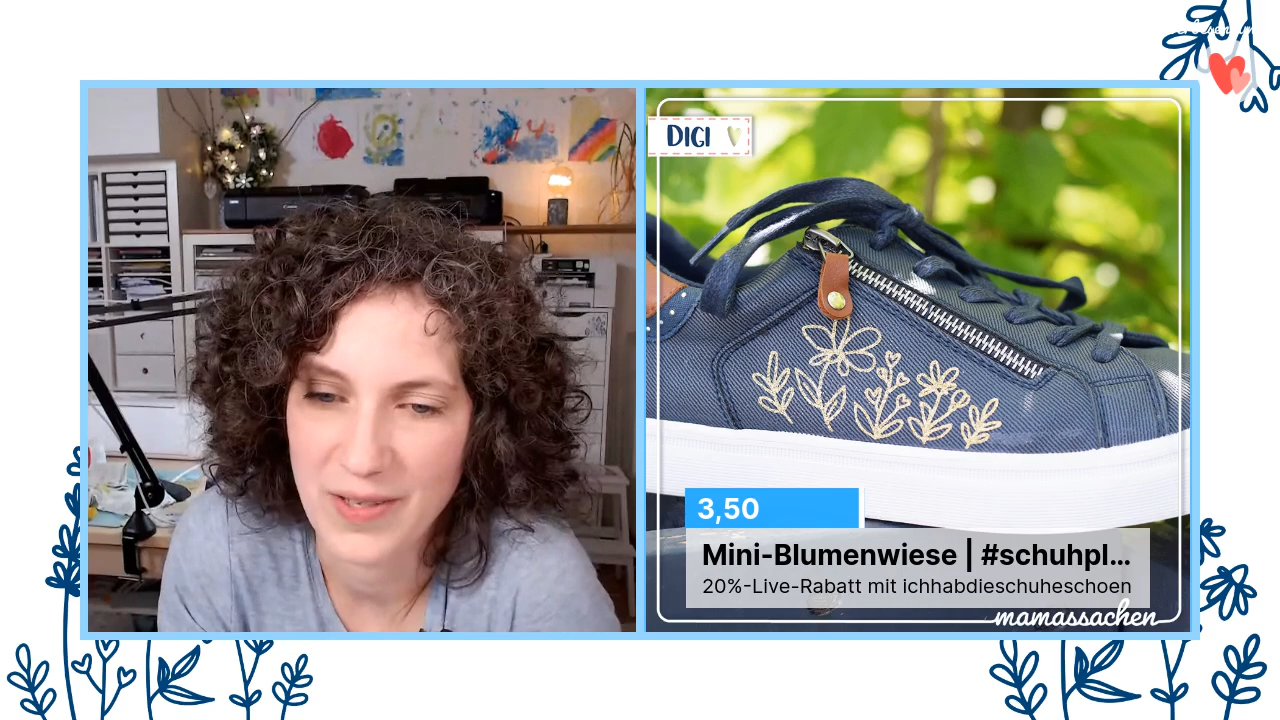 DIGI
3,50
Mini-Blumenwiese | #schuhpl...
20%-Live-Rabatt mit ichhabdieschuheschoen
mamassachen